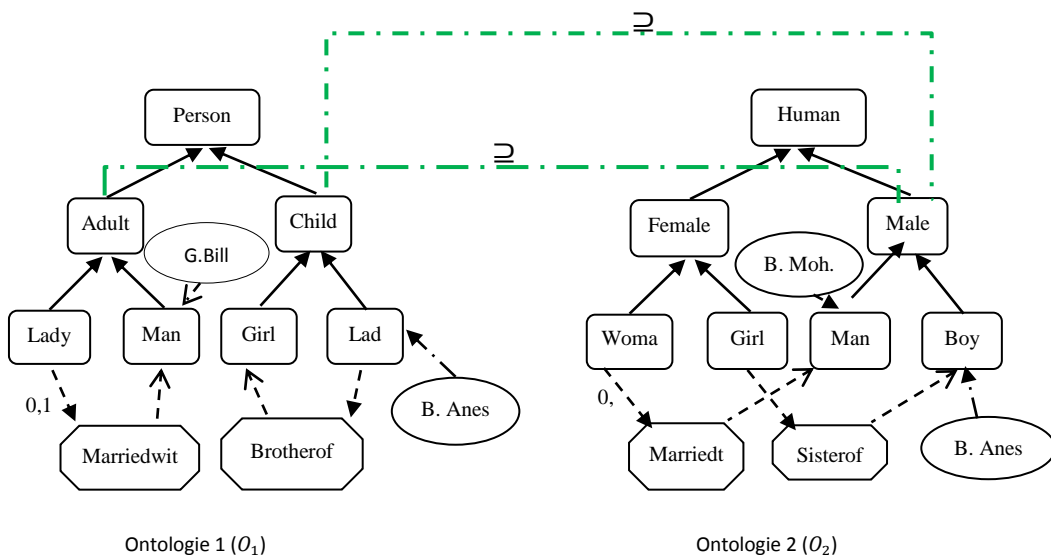 ⊇
Person
Human
⊇
Adult
Child
Female
Male
G.Bill
B. Moh.
Lady
Man
Girl
Lad
Woma
Girl
Man
Boy
0,1
B. Anes
0,
Marriedwit
Brotherof
Marriedt
Sisterof
B. Anes
Ontologie 1 (O₁)
Ontologie 2 (O₂)